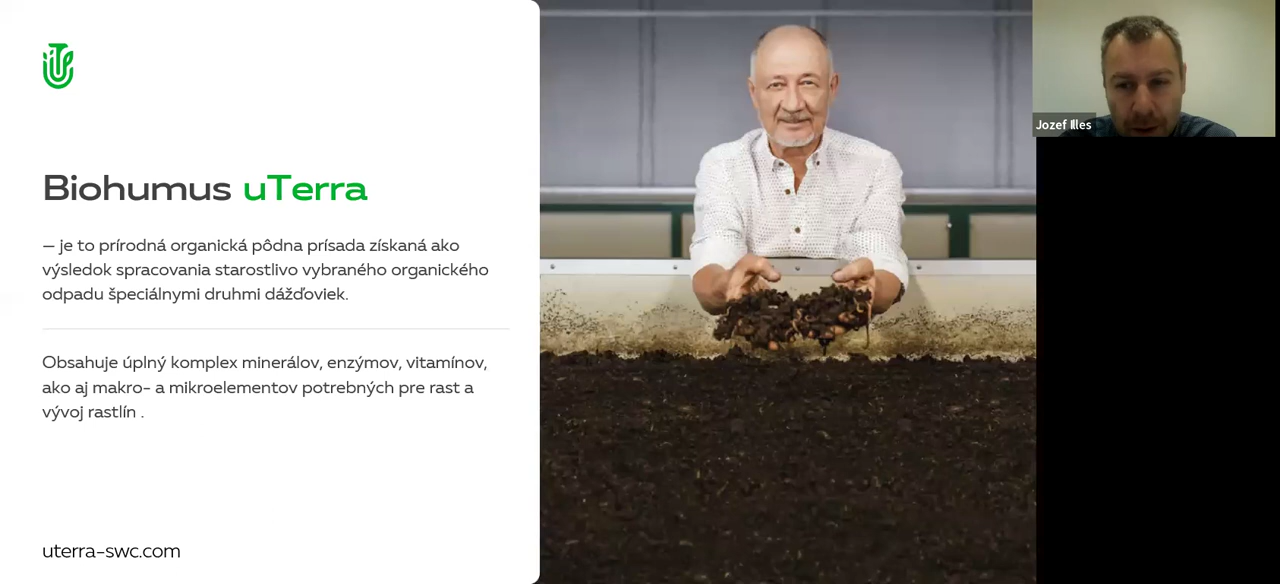 Biohumus uTerra
– je to prírodná organická pôdna prísada získaná ako
výsledok spracovania starostlivo vybraného organického
odpadu špeciálnymi druhmi dážďoviek.
Obsahuje úplný komplex minerálov, enzýmov, vitamínov,
ako aj makro- a mikroelementov potrebných pre rast a
vývoj rastlín .
uterra-swc.com
Jozef Illes